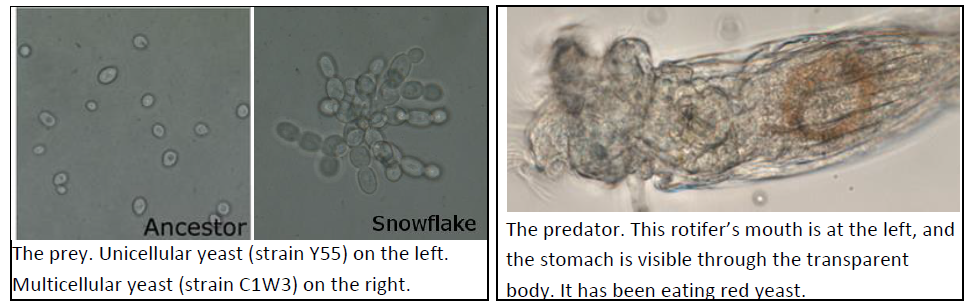 Ancestor
Snowflake
The prey. Unicellular yeast (strain Y55) on the left.
Multicellular yeast (strain C1W3) on the right.
The predator. This rotifer’s mouth is at the left, and
the stomach is visible through the transparent
body. It has been eating red yeast.